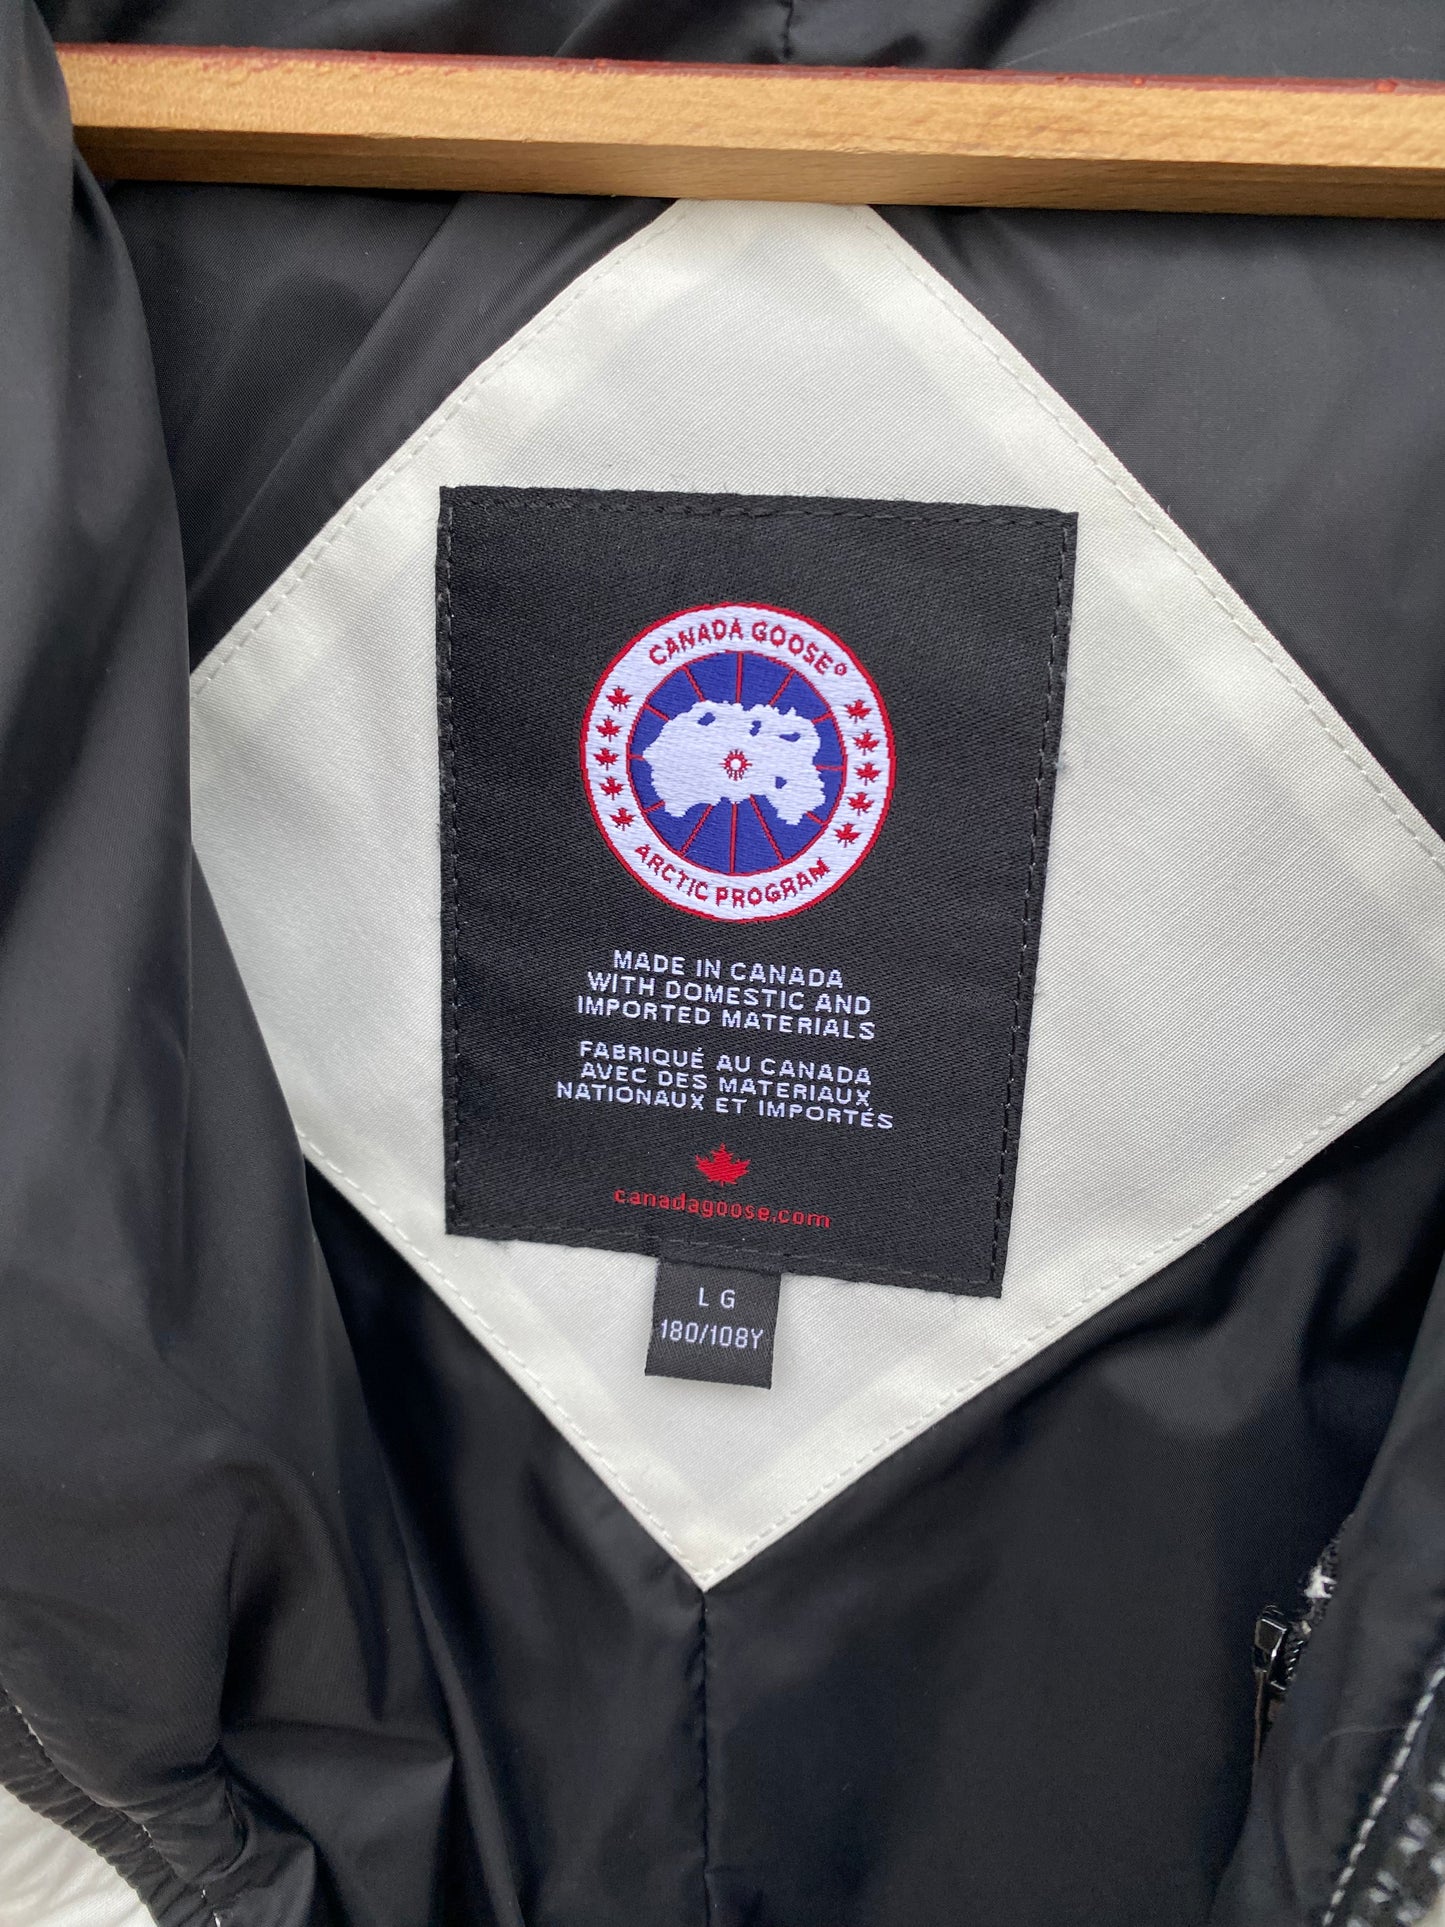 CANADA GOOSE®
ARCTIC PROGRAM
MADE IN CANADA
WITH DOMESTIC AND
IMPORTED MATERIALS
FABRIQUÉ AU CANADA
AVEC DES MATERIAUX
NATIONAUX ET IMPORTÉS
canadagoose.com
LG
180/108Y